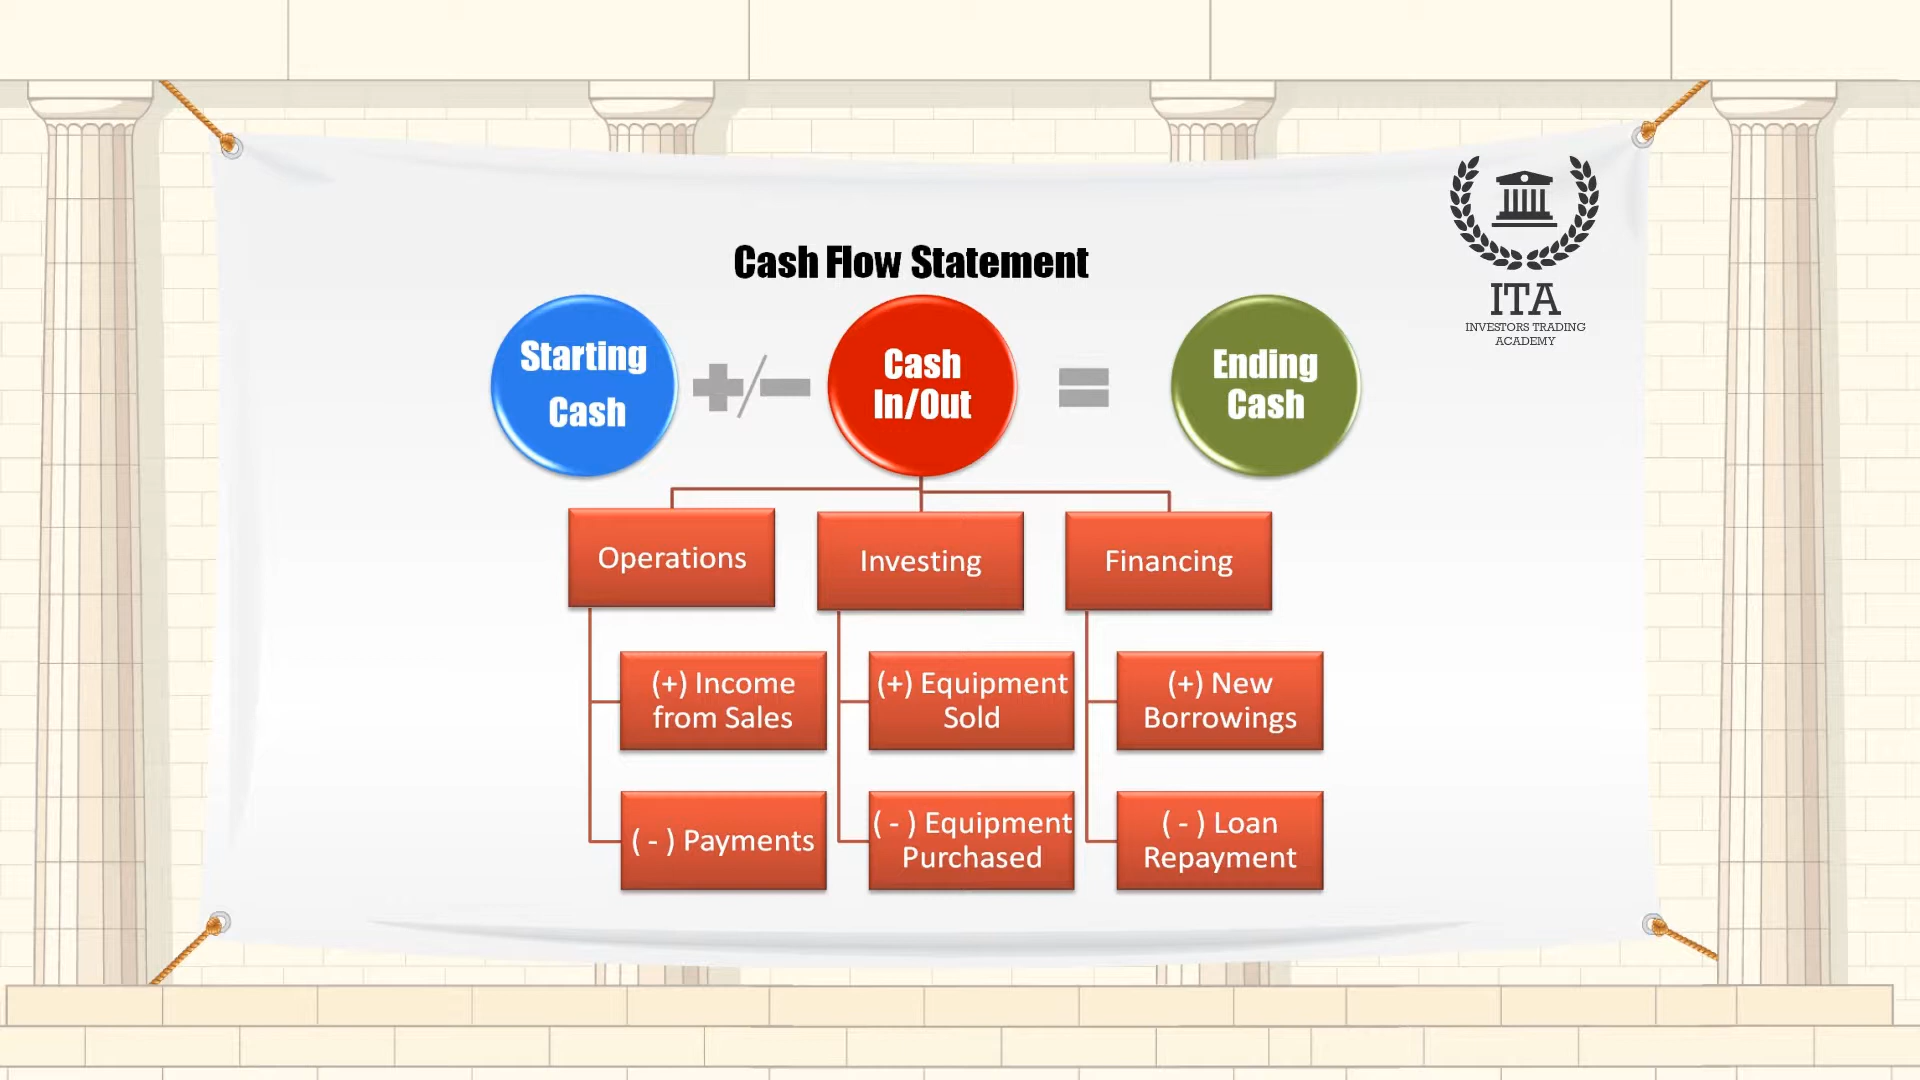 Cash Flow Statement
Starting
Cash
+/-
Cash
In/Out
=
Ending
Cash
ITA
INVESTORS TRADING
ACADEMY
Operations
Investing
Financing
(+) Income
from Sales
(+) Equipment
Sold
(+) New
Borrowings
( - ) Payments
( - ) Equipment
Purchased
( - ) Loan
Repayment